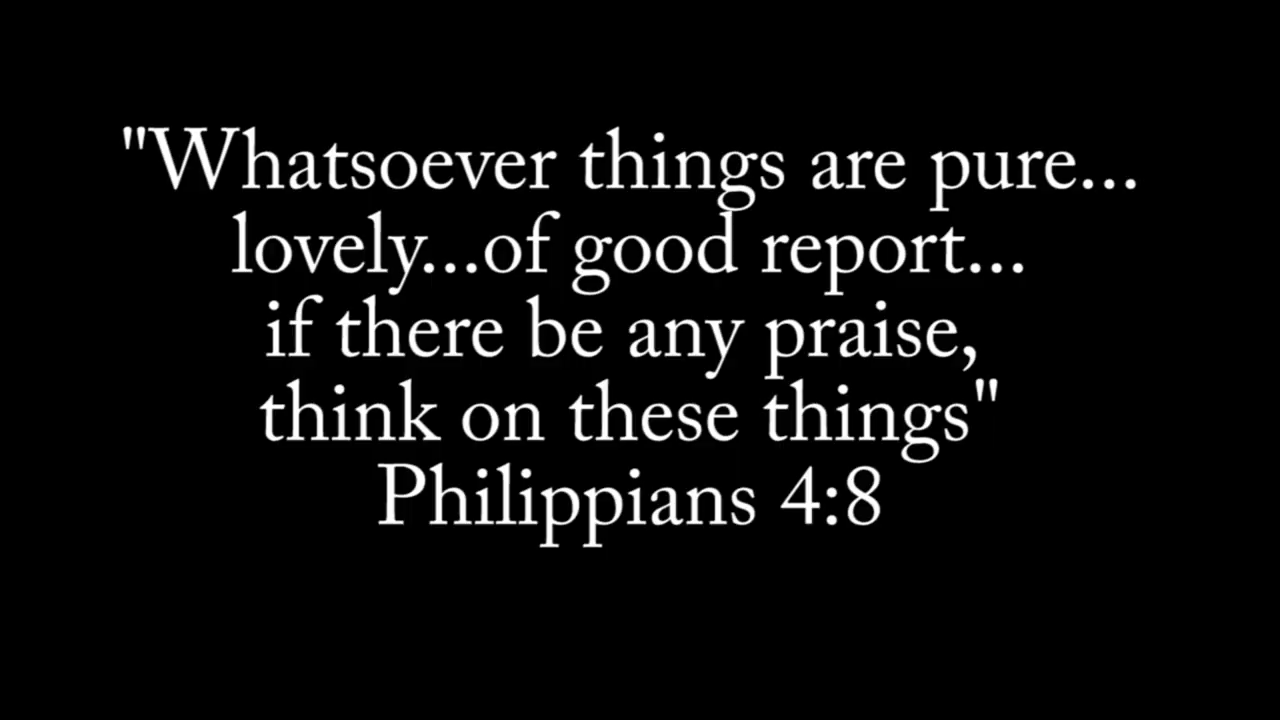 "Whatsoever things are pure...
lovely...of good report...
if there be any praise,
think on these things"
Philippians 4:8